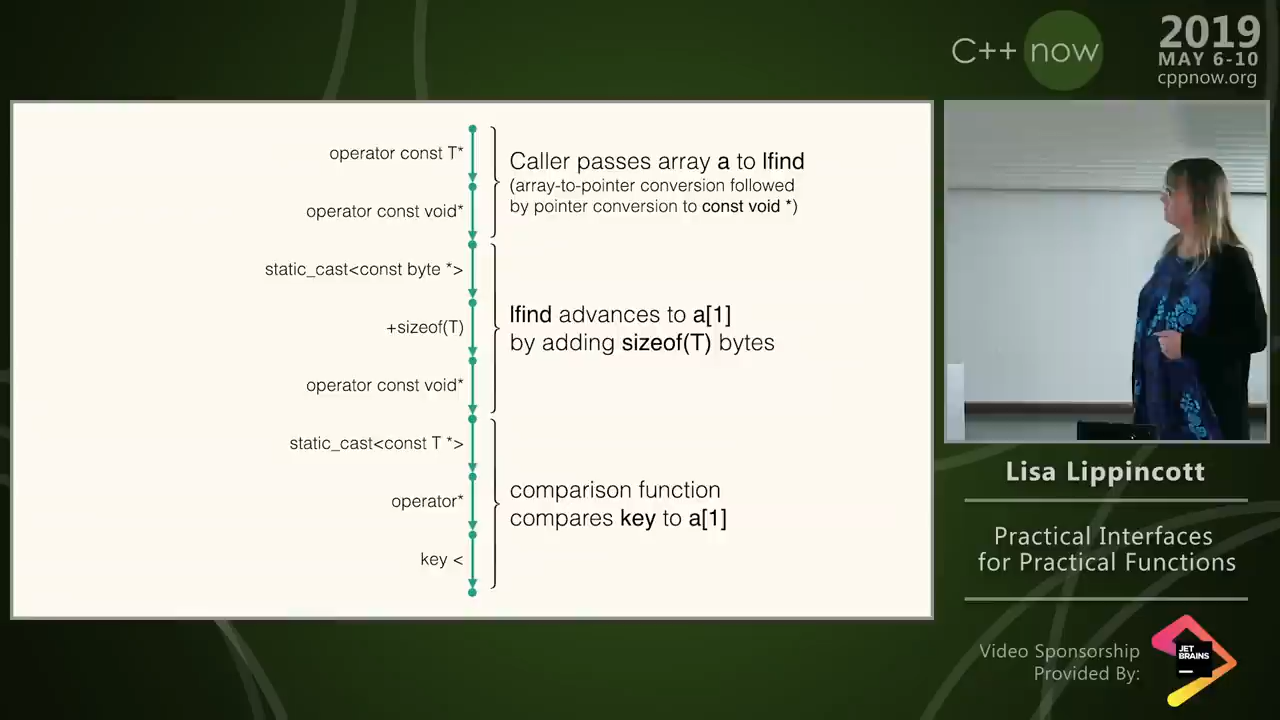 C++ now
2019
MAY 6-10
cppnow.org
operator const T*
operator const void*
static_cast<const byte *>
+sizeof(T)
operator const void*
static_cast<const T *>
operator*
key <
Caller passes array a to lfind
(array-to-pointer conversion followed
by pointer conversion to const void *)
lfind advances to a[1]
by adding sizeof(T) bytes
comparison function
compares key to a[1]
Lisa Lippincott
Practical Interfaces
for Practical Functions
Video Sponsorship
Provided By:
JET
BRAINS